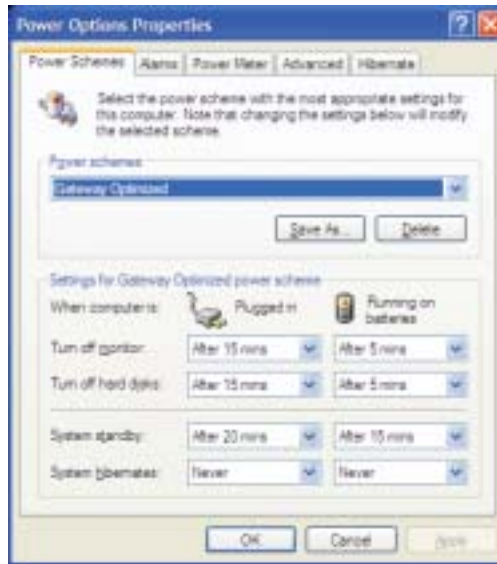 Power Options Properties
Power Schemes Alarms Power Meter Advanced Hibernate
Select the power scheme with the most appropriate settings for
this computer. Note that changing the settings below will modify
the selected scheme.
Power schemes
Gateway Optimized
Save As... Delete
Settings for Gateway Optimized power scheme
When computer is: Plugged in Running on
batteries
Turn off monitor: After 15 mins After 5 mins
Turn off hard disks: After 15 mins After 5 mins
System standby: After 20 mins After 15 mins
System hibernates: Never Never
OK Cancel Apply